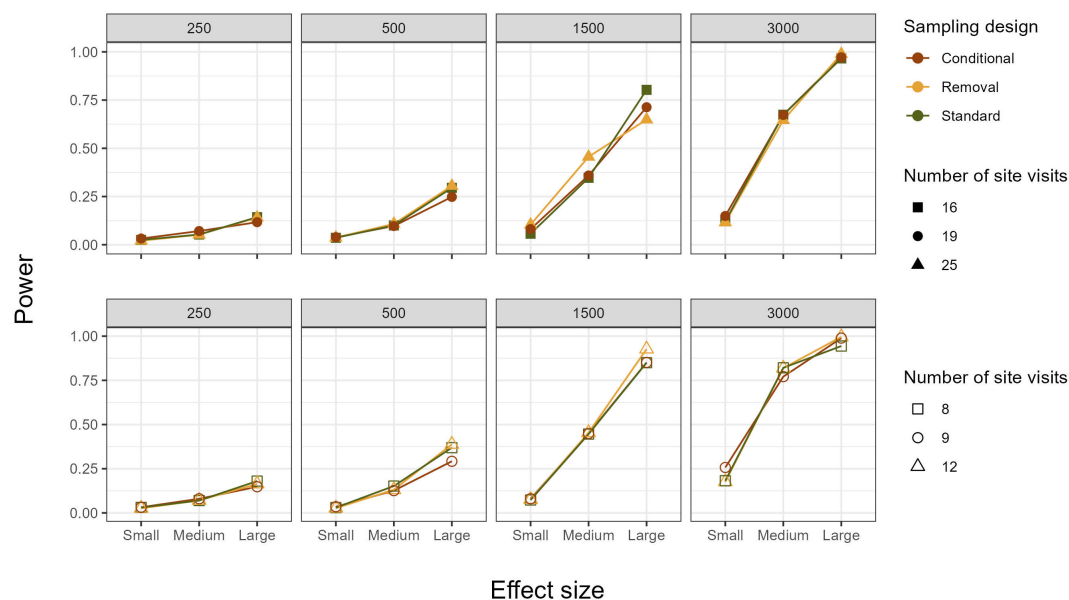 250 500 1500 3000
1.00
0.75
0.50
0.25
0.00
250 500 1500 3000
1.00
0.75
0.50
0.25
0.00
Small Medium Large Small Medium Large Small Medium Large Small Medium Large
Power
Effect size
Sampling design
Conditional
Removal
Standard
Number of site visits
16
19
25
Number of site visits
8
9
12